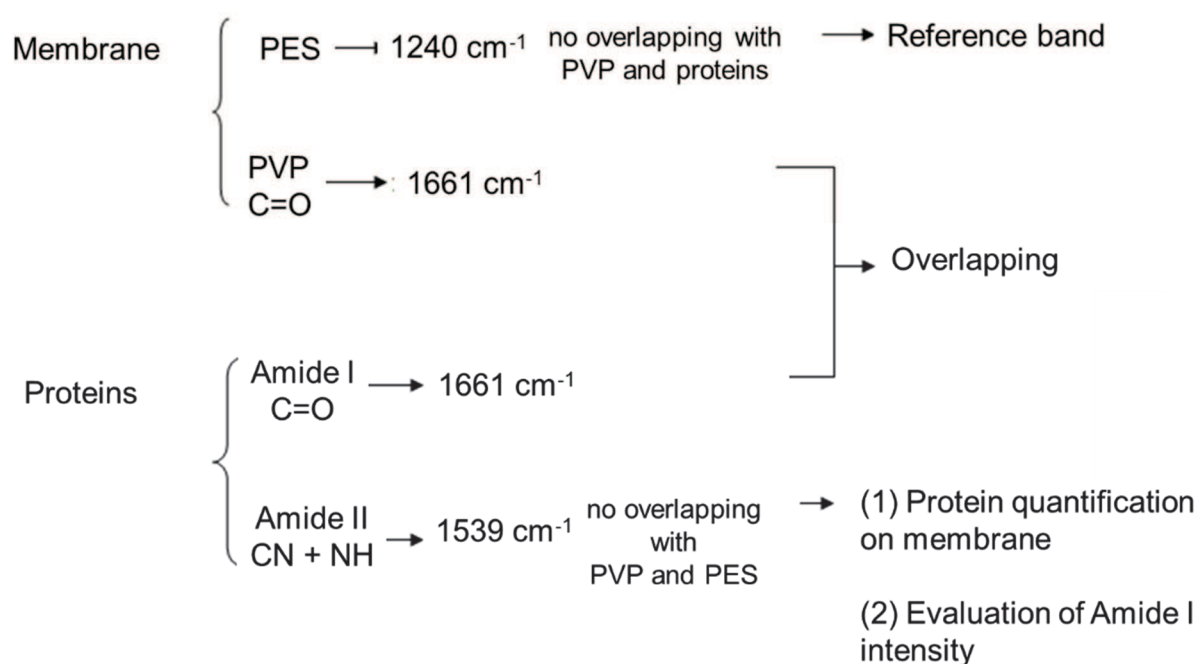 Membrane
PES 1240 cm-1 no overlapping with
PVP and proteins
Reference band
PVP
C=O
: 1661 cm-1
Overlapping
Proteins
Amide I
C=O
1661 cm-1
Amide II
CN + NH
1539 cm-1
no overlapping
with
PVP and PES
(1) Protein quantification
on membrane
(2) Evaluation of Amide I
intensity